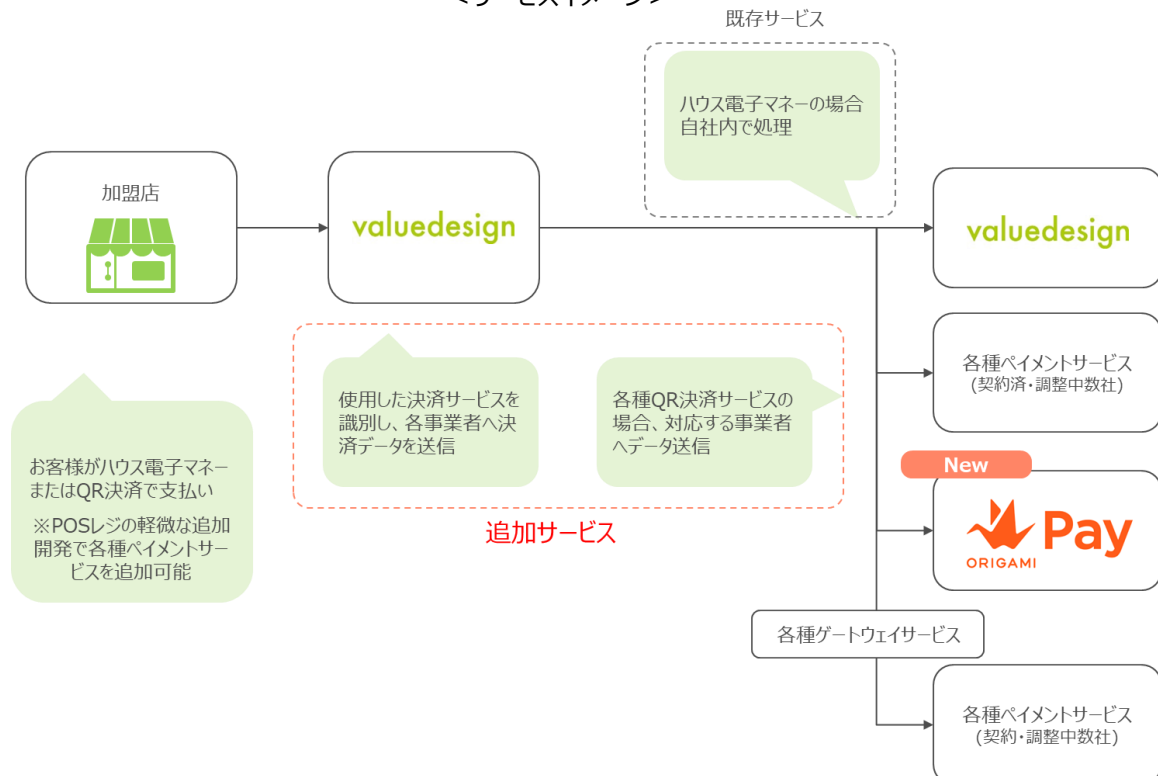 ＜サービスイメージ＞
既存サービス
ハウス電子マネーの場合
自社内で処理
加盟店
valuedesign
valuedesign
各種ペイメントサービス
(契約済・調整中数社)
使用した決済サービスを
識別し、各事業者へ決
済データを送信
各種QR決済サービスの
場合、対応する事業者
へデータ送信
追加サービス
お客様がハウス電子マネー
またはQR決済で支払い
※POSレジの軽微な追加
開発で各種ペイメントサー
ビスを追加可能
New
Pay
ORIGAMI
各種ゲートウェイサービス
各種ペイメントサービス
(契約・調整中数社)